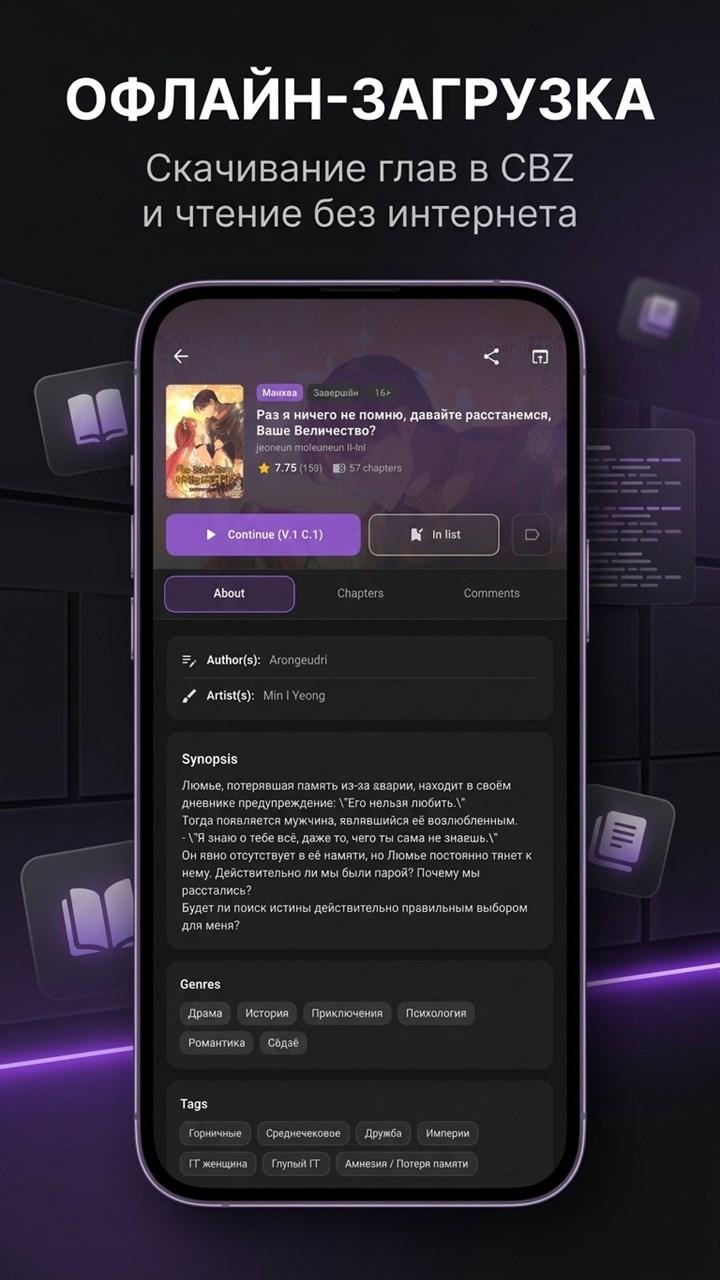 ОФЛАЙН-ЗАГРУЗКА
Скачивание глав в CBZ
и чтение без интернета
Манхва Завершён 16+
Раз я ничего не помню, давайте расстанемся,
Ваше Величество?
jeoneun moleuneun Il-Inl
7.75 (159) 57 chapters
Continue (V.1 C.1) In list
About Chapters Comments
Author(s): Arongeudri
Artist(s): Min I Yeong
Synopsis
Люмье, потерявшая память из-за аварии, находит в своём
дневнике предупреждение: \"Его нельзя любить.\"
Тогда появляется мужчина, являвшийся её возлюбленным.
- \"Я знаю о тебе всё, даже то, чего ты сама не знаешь.\"
Он явно отсутствует в её намяти, но Люмье постоянно тянет к
нему. Действительно ли мы были парой? Почему мы
расстались?
Будет ли поиск истины действительно правильным выбором
для меня?
Genres
Драма История Приключения Психология
Романтика Сёдзё
Tags
Горничные Среднечековое Дружба Империи
ГГ женщина Глупый ГГ Амнезия / Потеря памяти